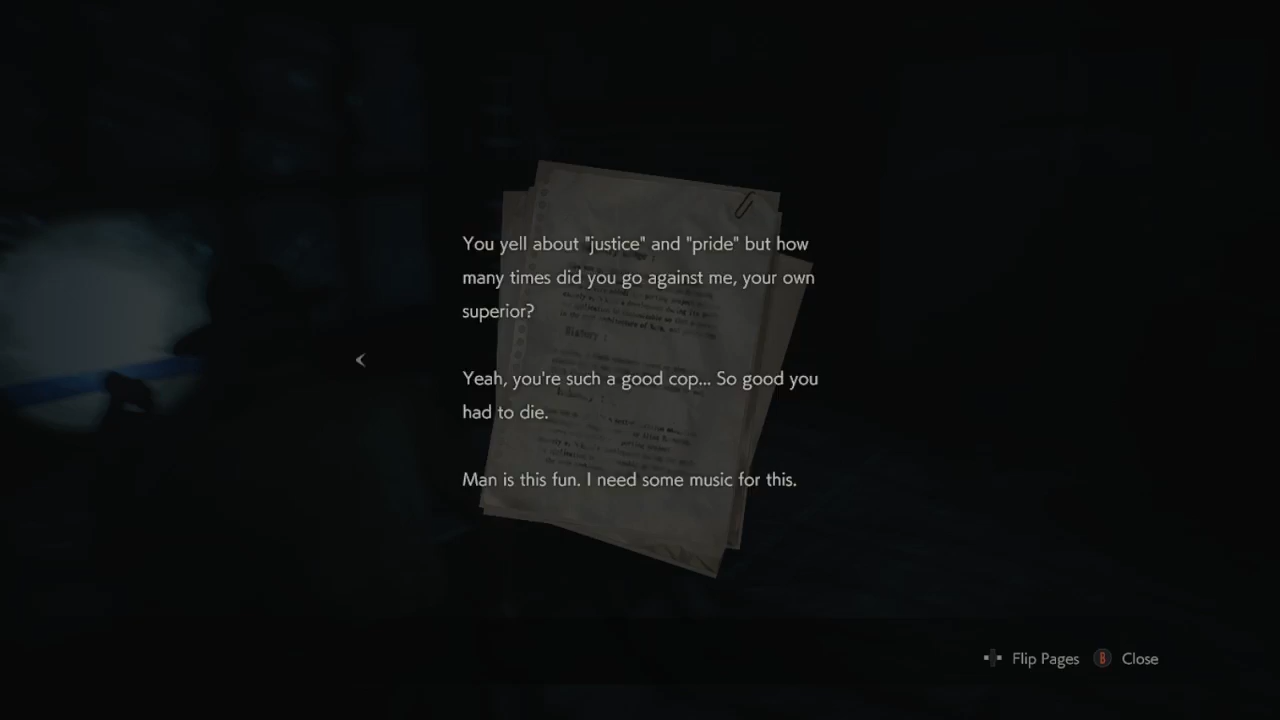 You yell about "justice" and "pride" but how
many times did you go against me, your own
superior?
Yeah, you're such a good cop... So good you
had to die.
Man is this fun. I need some music for this.
History :
Flip Pages B Close